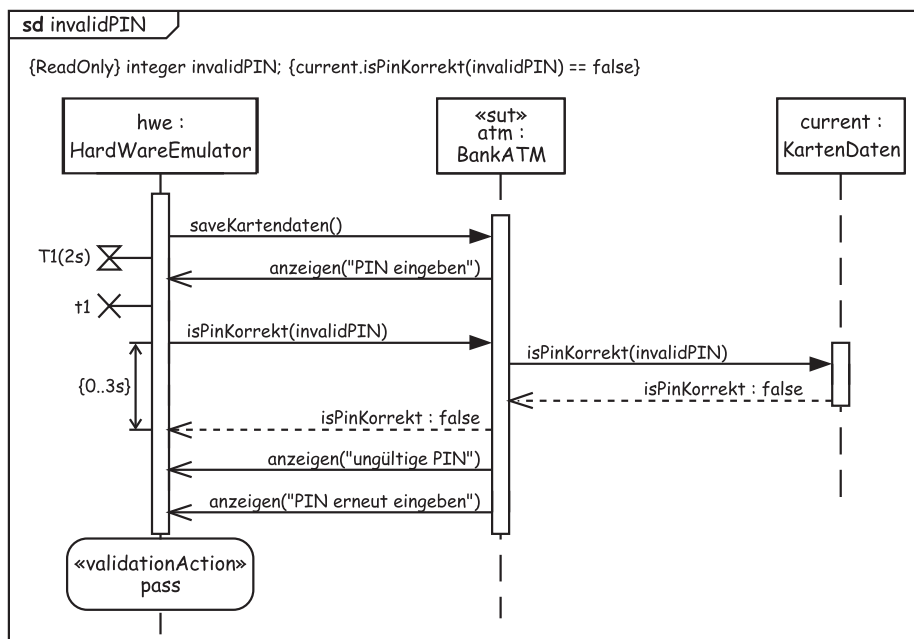 sd invalidPIN
{ReadOnly} integer invalidPIN; {current.isPinKorrekt(invalidPIN) == false}
hwe :
HardWareEmulator
«sut»
atm :
BankATM
current :
KartenDaten
saveKartendaten()
T1(2s)
anzeigen("PIN eingeben")
t1
isPinKorrekt(invalidPIN)
isPinKorrekt(invalidPIN)
{0..3s}
isPinKorrekt : false
isPinKorrekt : false
anzeigen("ungültige PIN")
anzeigen("PIN erneut eingeben")
«validationAction»
pass